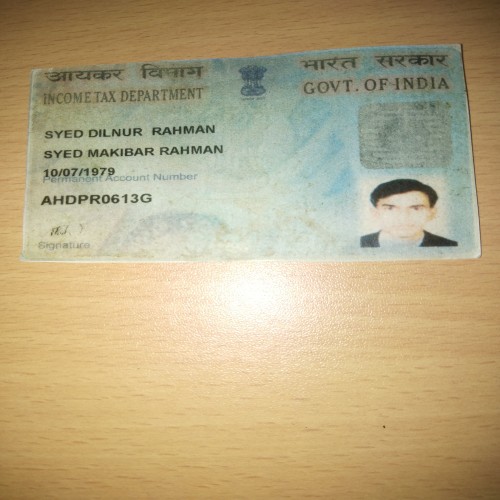 आयकर विभाग
INCOME TAX DEPARTMENT
भारत सरकार
GOVT. OF INDIA
SYED DILNUR RAHMAN
SYED MAKIBAR RAHMAN
10/07/1979
Permanent Account Number
AHDPR0613G
Signature